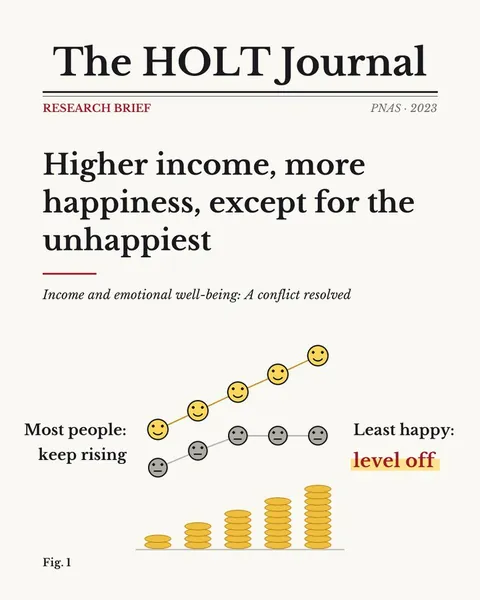 The HOLT Journal
RESEARCH BRIEF
PNAS · 2023
Higher income, more
happiness, except for the
unhappiest
Income and emotional well-being: A conflict resolved
Most people:
keep rising
Least happy:
level off
Fig. 1